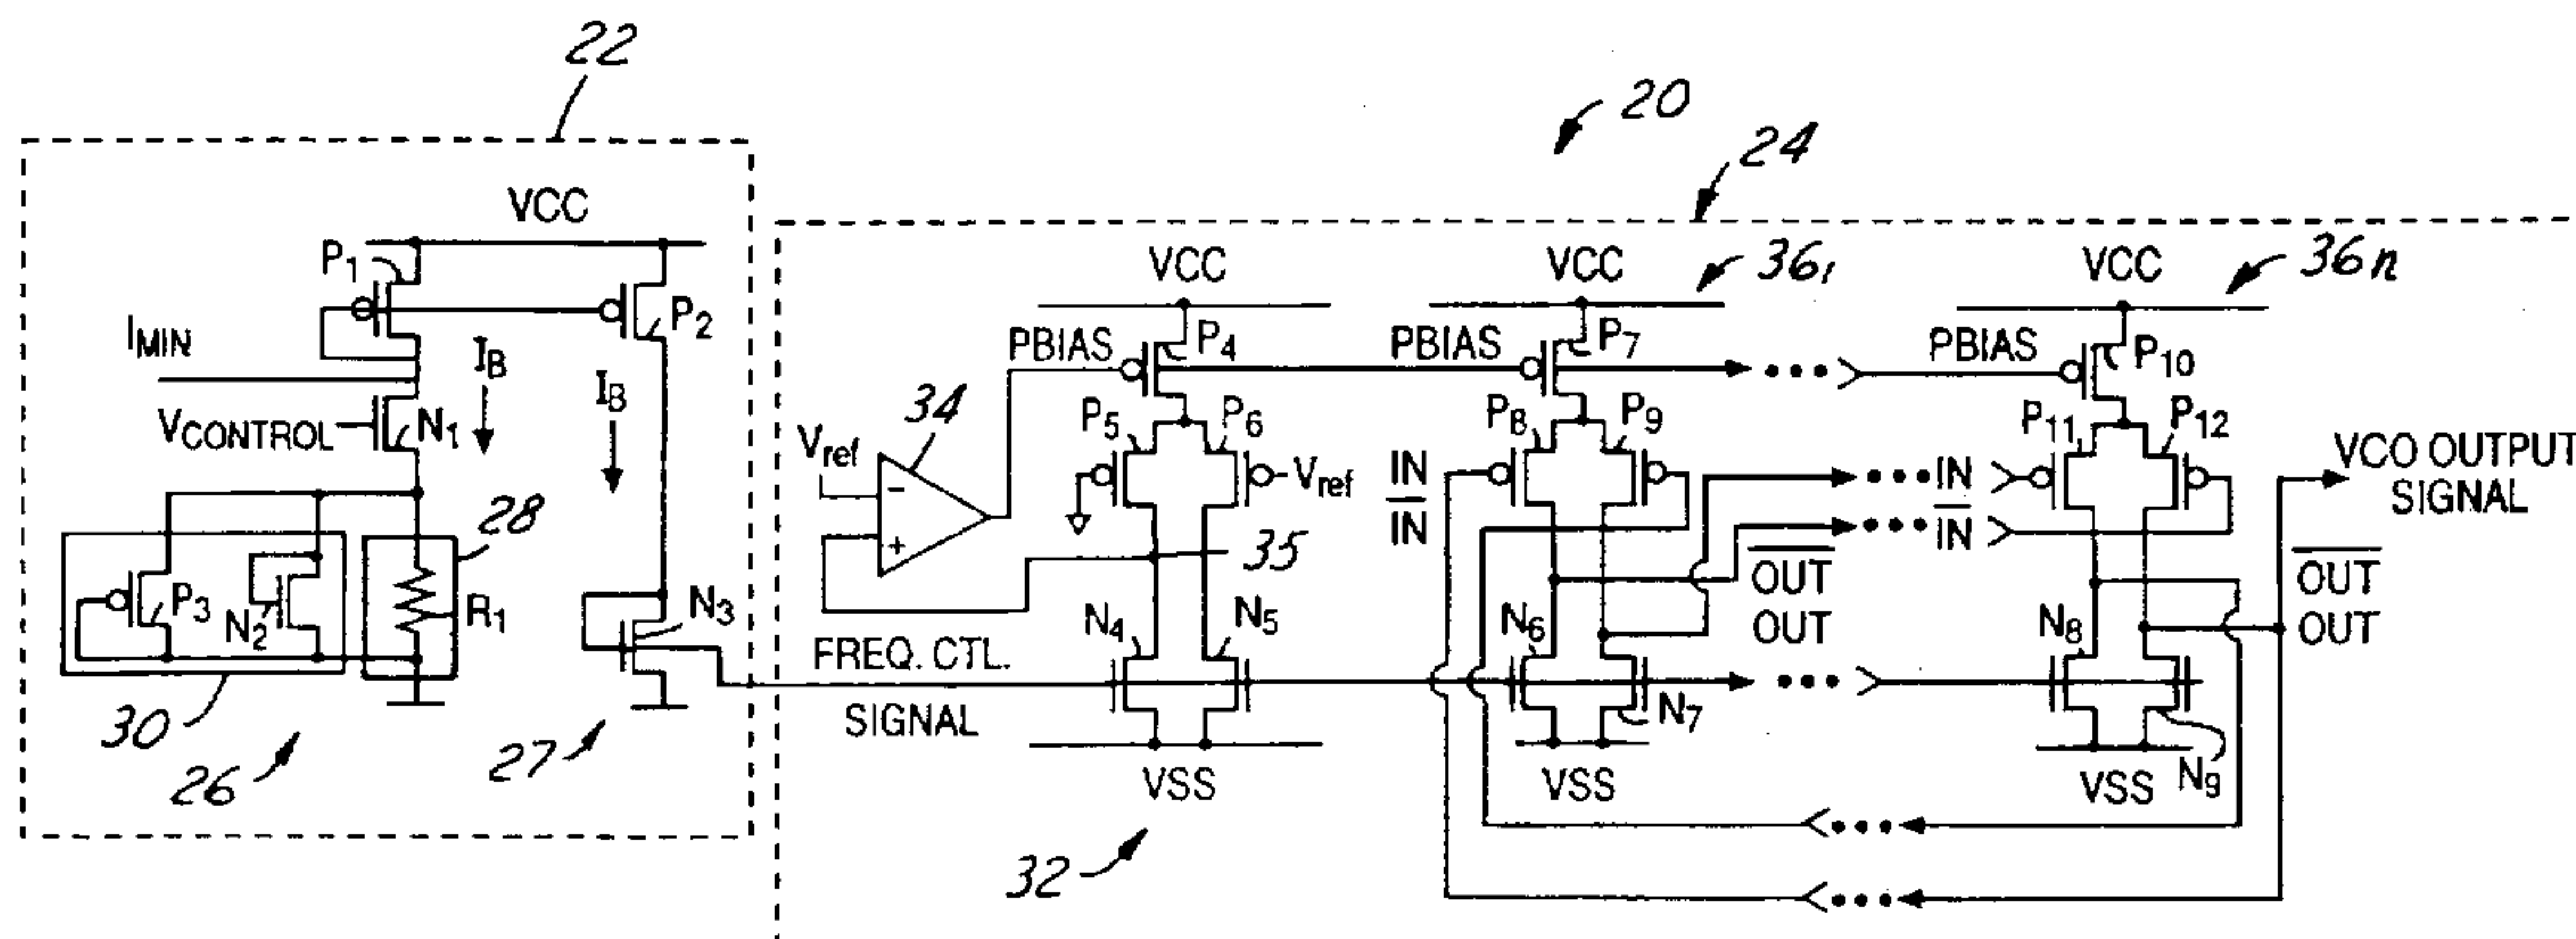 22
20
24
VCC
P1
P2
IMIN
IB
IB
VCONTROL
N1
28
P3
N2
R1
N3
30
26
27
VCC
VCC
361
VCC
36n
PBIAS
P4
PBIAS
P7
PBIAS
P10
34
Vref
P5
P6
Vref
P8
P9
P11
P12
IN
IN
IN
IN
VCO OUTPUT
SIGNAL
35
OUT
OUT
OUT
OUT
N4
N5
N6
N7
N8
N9
FREQ. CTL.
SIGNAL
VSS
VSS
VSS
32